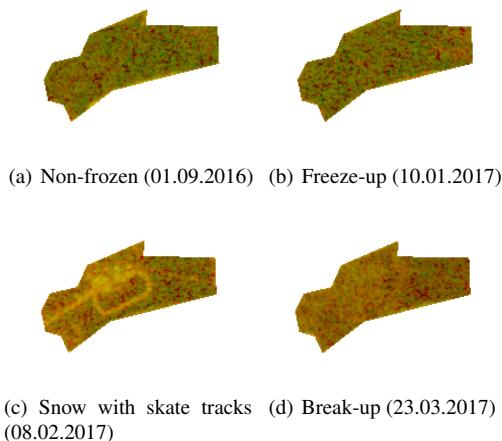 (a) Non-frozen (01.09.2016)
(b) Freeze-up (10.01.2017)
(c) Snow with skate tracks
(08.02.2017)
(d) Break-up (23.03.2017)